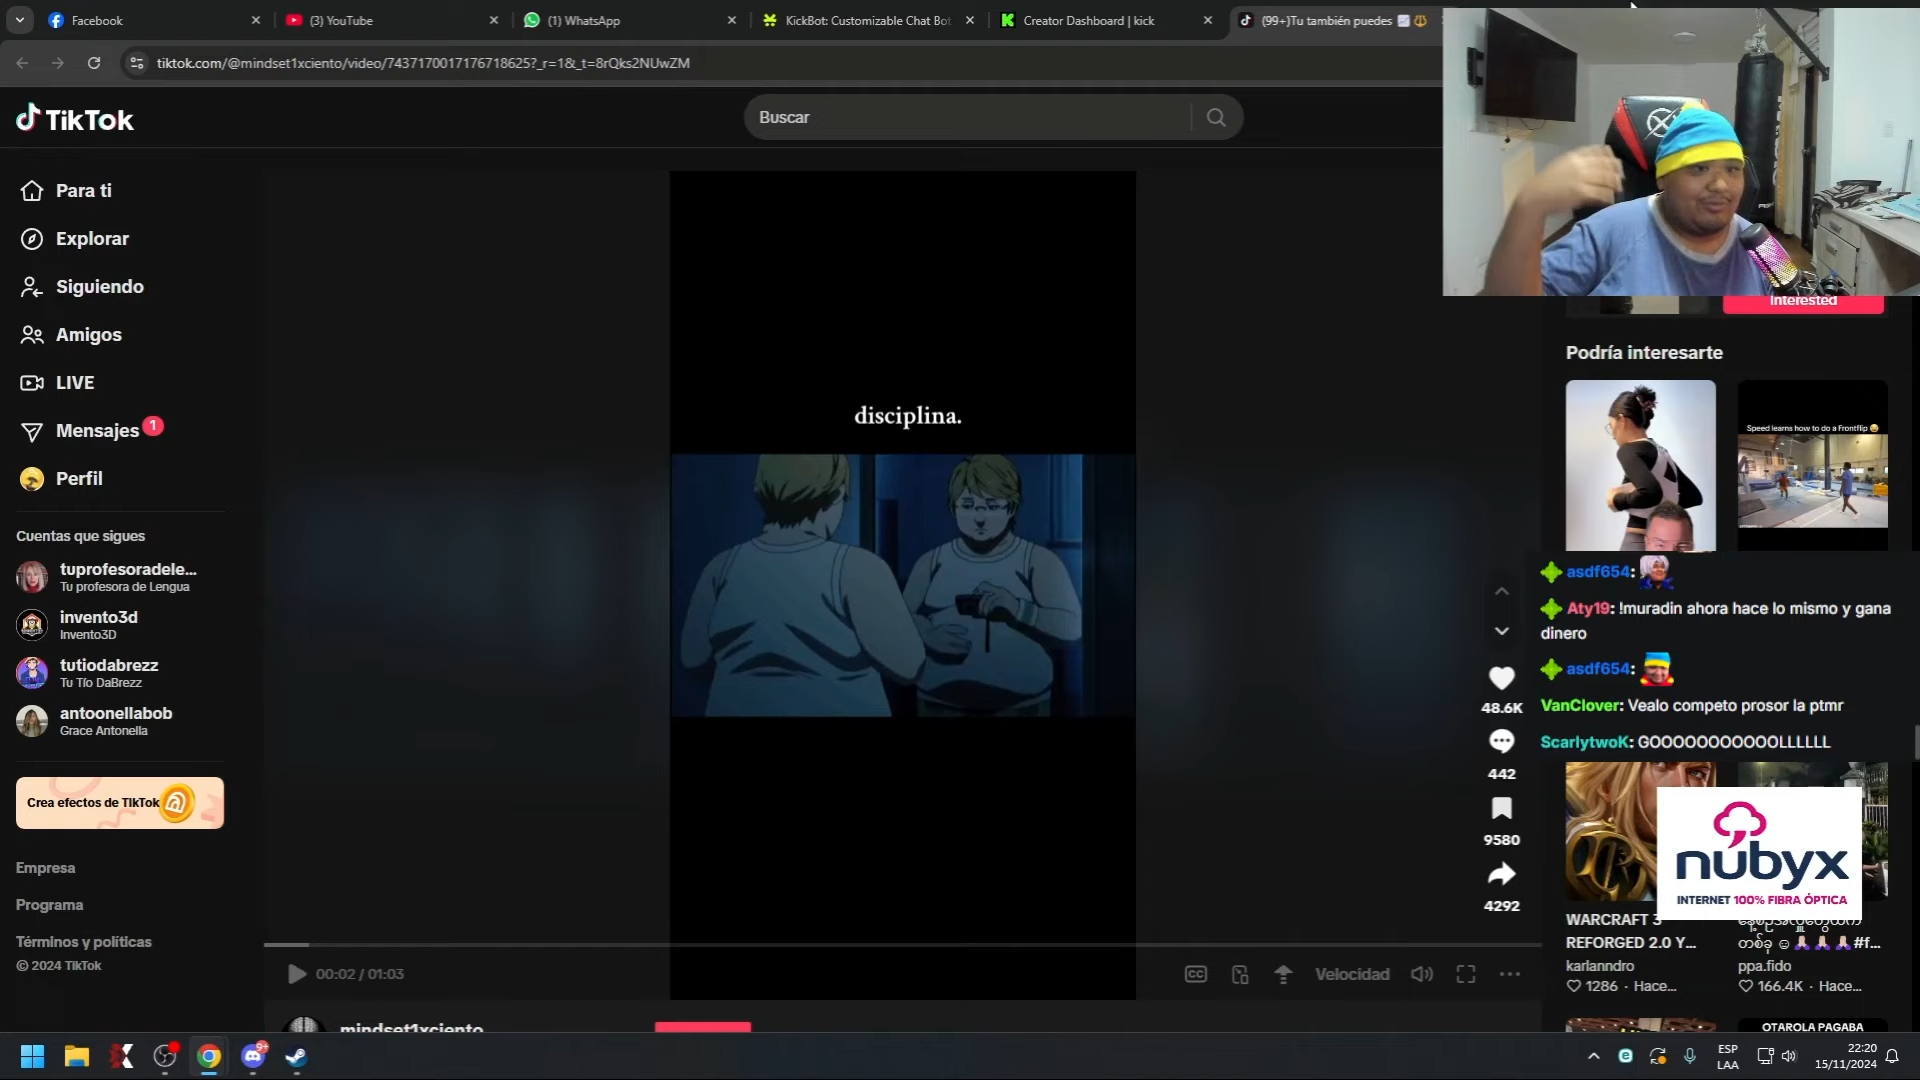 Facebook
(3) YouTube
(1) WhatsApp
KickBot: Customizable Chat Bot
Creator Dashboard | kick
(99+)Tu también puedes
tiktok.com/@mindset1xciento/video/7437170017176718625?_r=1&_t=8rQks2NUwZM
TikTok
Buscar
Para ti
Explorar
Siguiendo
Amigos
LIVE
Mensajes
1
Perfil
Cuentas que sigues
tuprofesoradele...
Tu profesora de Lengua
invento3d
Invento3D
tutiodabrezz
Tu Tío DaBrezz
antoonellabob
Grace Antonella
Crea efectos de TikTok
Empresa
Programa
Términos y políticas
© 2024 TikTok
disciplina.
00:02 / 01:03
CC
Velocidad
mindset1xciento
48.6K
442
9580
4292
Interested
Podría interesarte
Speed learns how to do a Frontflip
asdf654:
Aty19: !muradin ahora hace lo mismo y gana
dinero
asdf654:
VanClover: Vealo competo prosor la ptmr
ScarlytwoK: GOOOOOOOOOOOLLLLLL
nubyx
INTERNET 100% FIBRA ÓPTICA
WARCRAFT 3
REFORGED 2.0 Y...
karlanndro
1286 · Hace...
#f...
ppa.fido
166.4K · Hace...
OTAROLA PAGABA
9+
ESP
LAA
22:20
15/11/2024